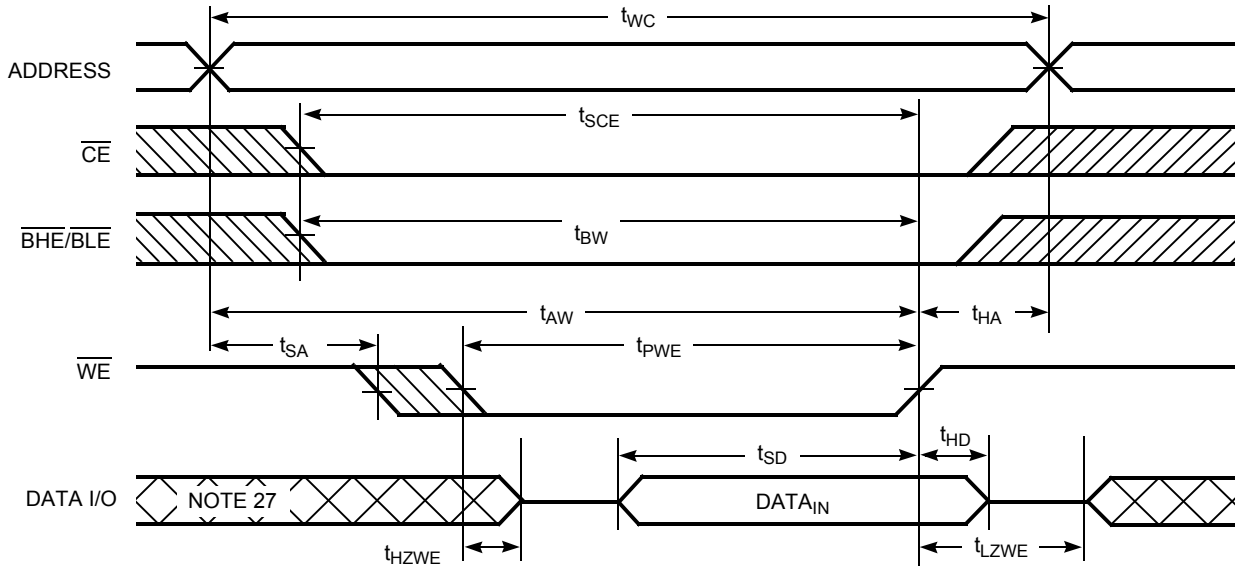 tWC
ADDRESS
tSCE
CE
tBW
BHE/BLE
tAW
tHA
tSA
tPWE
WE
tSD
tHD
DATA I/O
NOTE 27
DATAIN
tHZWE
tLZWE